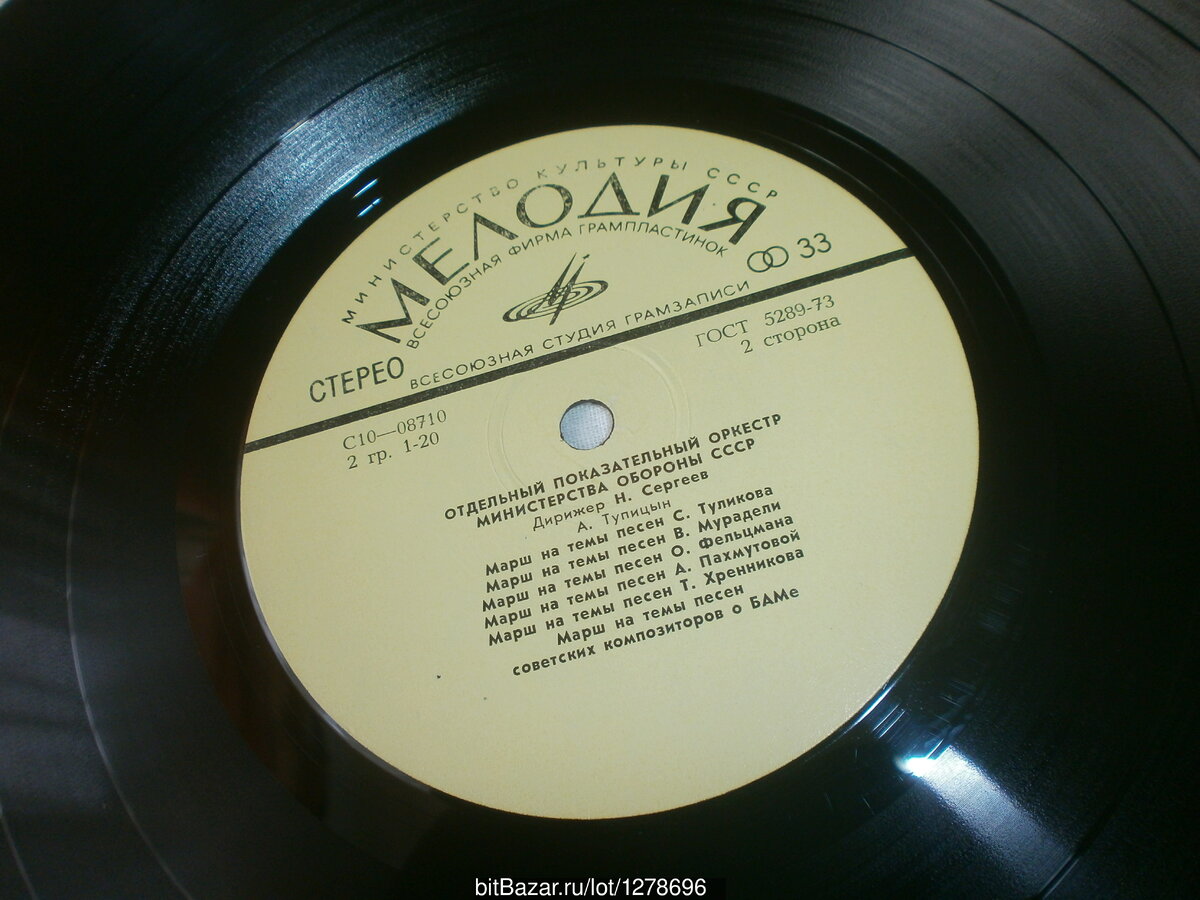 МИНИСТЕРСТВО КУЛЬТУРЫ СССР
МЕЛОДИЯ
ВСЕСОЮЗНАЯ ФИРМА ГРАМПЛАСТИНОК
33
СТЕРЕО
ВСЕСОЮЗНАЯ СТУДИЯ ГРАМЗАПИСИ
ГОСТ 5289-73
2 сторона
С10—08710
2 гр. 1-20
ОТДЕЛЬНЫЙ ПОКАЗАТЕЛЬНЫЙ ОРКЕСТР
МИНИСТЕРСТВА ОБОРОНЫ СССР
Дирижер Н. Сергеев
А. Тупицын
Марш на темы песен С. Туликова
Марш на темы песен В. Мурадели
Марш на темы песен О. Фельцмана
Марш на темы песен А. Пахмутовой
Марш на темы песен Т. Хренникова
Марш на темы песен
советских композиторов о БАМе
bitBazar.ru/lot/1278696